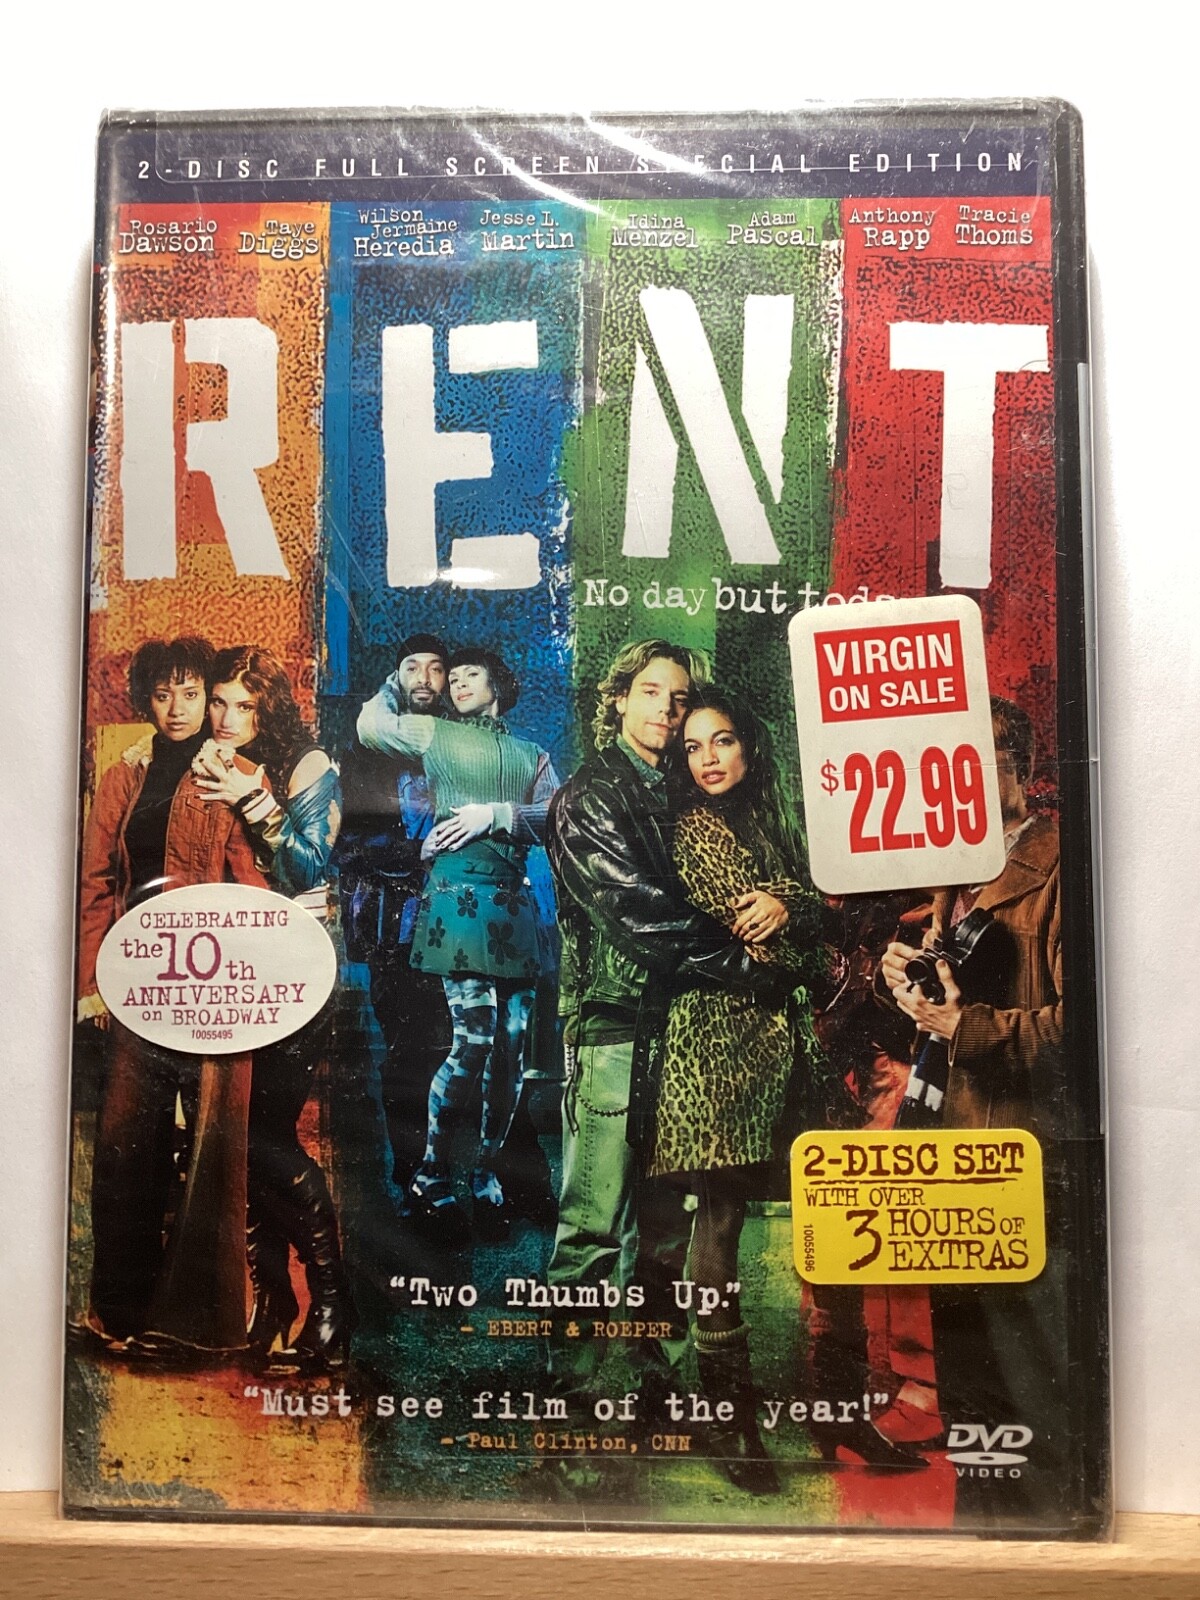 2-DISC FULL SCREEN SPECIAL EDITION
Rosario Dawson
Taye Diggs
Wilson Jermaine Heredia
Jesse L. Martin
Idina Menzel
Adam Pascal
Anthony Rapp
Tracie Thoms
RENT
No day but
VIRGIN
ON SALE
$22.99
CELEBRATING
the 10th
ANNIVERSARY
on BROADWAY
10055495
2-DISC SET
WITH OVER
3 HOURS OF
EXTRAS
10055496
“Two Thumbs Up.”
- EBERT & ROEPER
“Must see film of the year!”
- Paul Clinton, CNN
DVD
VIDEO